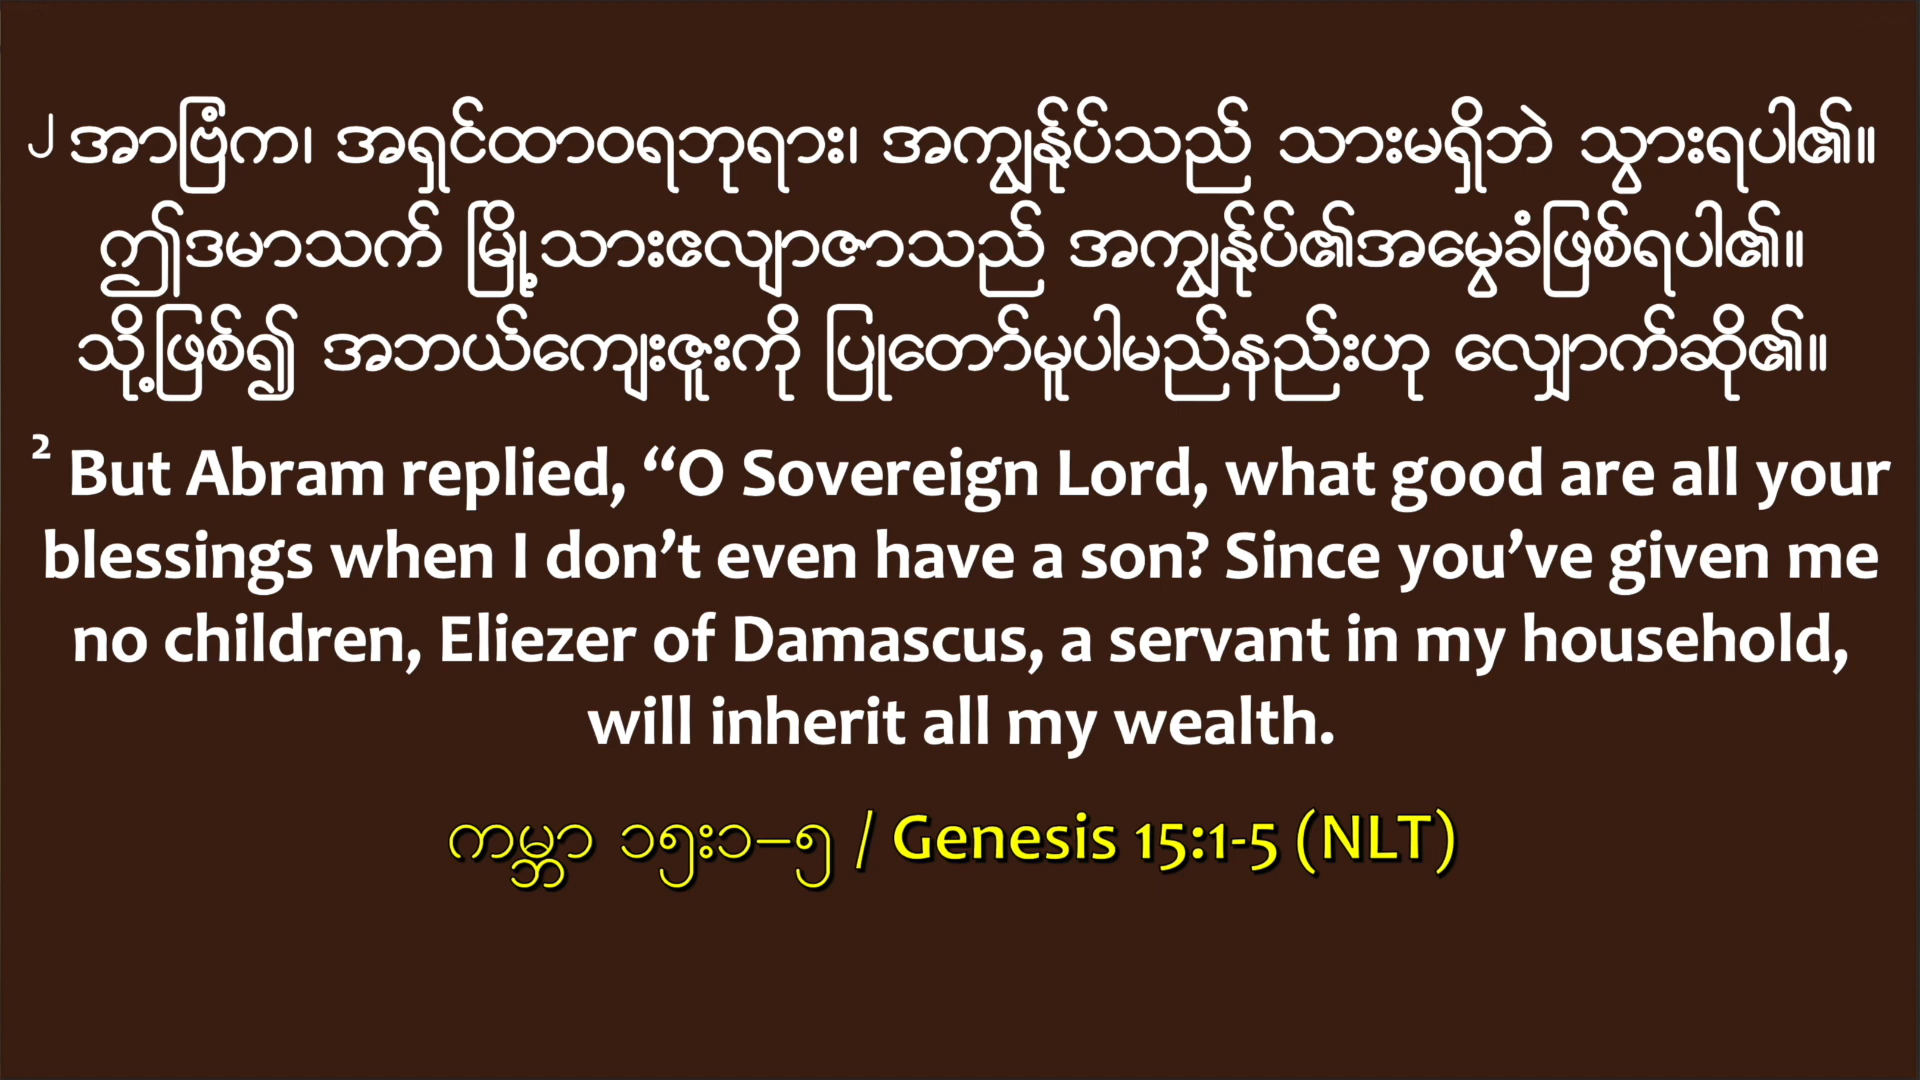 ၂ အာဗြံက၊ အရှင်ထာဝရဘုရား၊ အကျွန်ုပ်သည် သားမရှိဘဲ သွားရပါ၏။
ဤဒမာသက် မြို့သားဧလျာဇာသည် အကျွန်ုပ်၏အမွေခံဖြစ်ရပါ၏။
သို့ဖြစ်၍ အဘယ်ကျေးဇူးကို ပြုတော်မူပါမည်နည်းဟု လျှောက်ဆို၏။
² But Abram replied, “O Sovereign Lord, what good are all your
blessings when I don’t even have a son? Since you’ve given me
no children, Eliezer of Damascus, a servant in my household,
will inherit all my wealth.
ကမ္ဘာ ၁၅း၁–၅ / Genesis 15:1-5 (NLT)